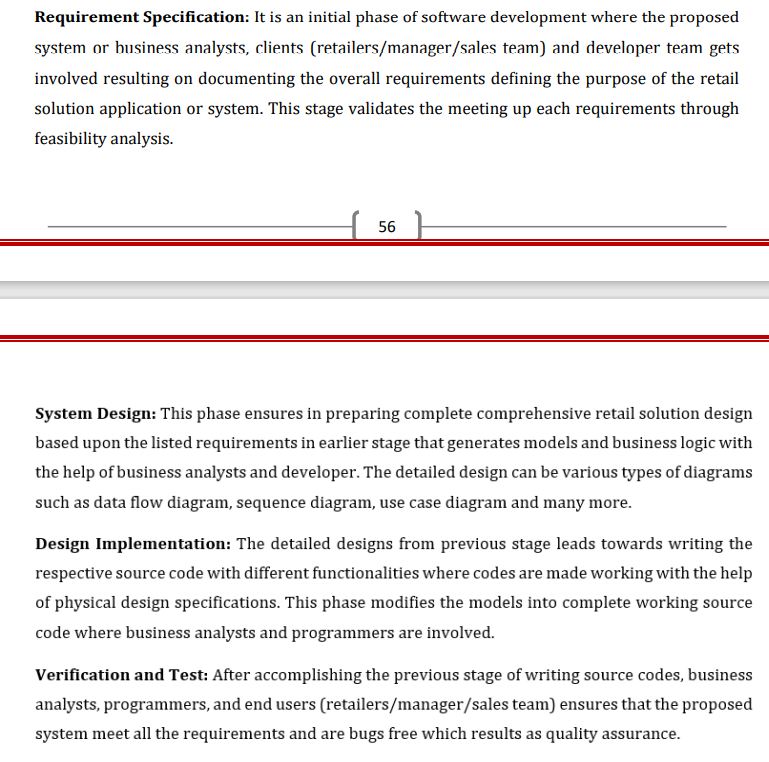 Requirement Specification: It is an initial phase of software development where the proposed
system or business analysts, clients (retailers/manager/sales team) and developer team gets
involved resulting on documenting the overall requirements defining the purpose of the retail
solution application or system. This stage validates the meeting up each requirements through
feasibility analysis.
56
System Design: This phase ensures in preparing complete comprehensive retail solution design
based upon the listed requirements in earlier stage that generates models and business logic with
the help of business analysts and developer. The detailed design can be various types of diagrams
such as data flow diagram, sequence diagram, use case diagram and many more.
Design Implementation: The detailed designs from previous stage leads towards writing the
respective source code with different functionalities where codes are made working with the help
of physical design specifications. This phase modifies the models into complete working source
code where business analysts and programmers are involved.
Verification and Test: After accomplishing the previous stage of writing source codes, business
analysts, programmers, and end users (retailers/manager/sales team) ensures that the proposed
system meet all the requirements and are bugs free which results as quality assurance.